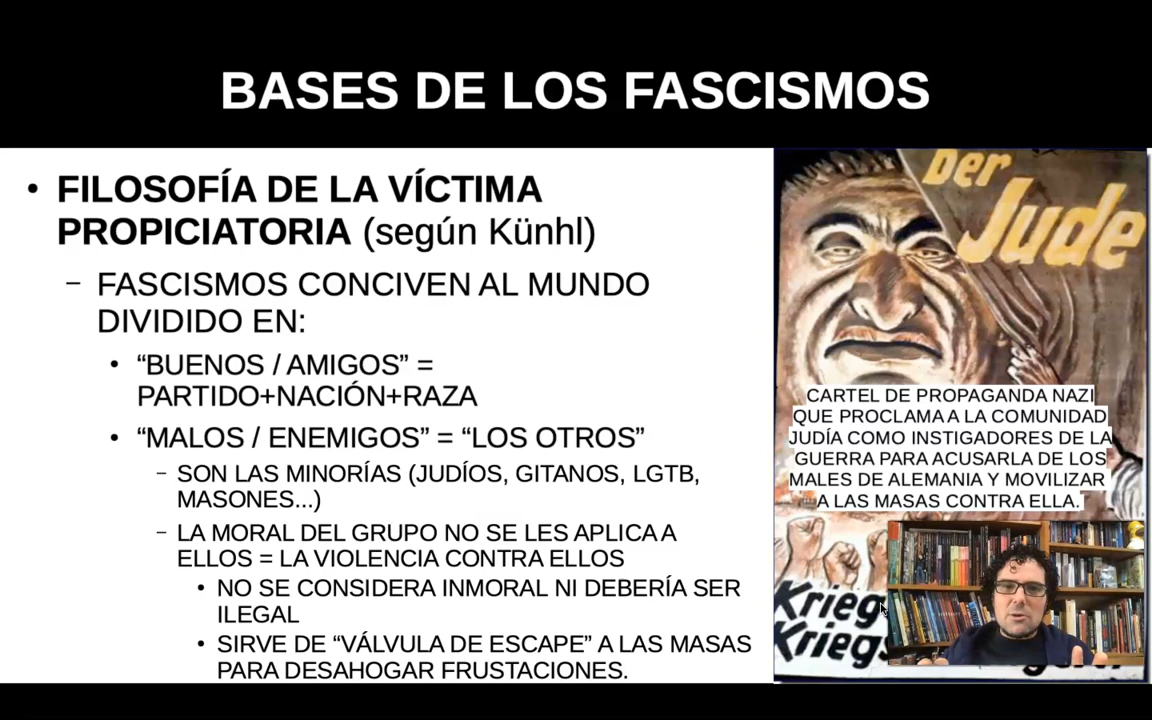 BASES DE LOS FASCISMOS
• FILOSOFÍA DE LA VÍCTIMA
PROPICIATORIA (según Künhl)
– FASCISMOS CONCIVEN AL MUNDO
DIVIDIDO EN:
• “BUENOS / AMIGOS” =
PARTIDO+NACIÓN+RAZA
• “MALOS / ENEMIGOS” = “LOS OTROS”
– SON LAS MINORÍAS (JUDÍOS, GITANOS, LGTB,
MASONES...)
– LA MORAL DEL GRUPO NO SE LES APLICA A
ELLOS = LA VIOLENCIA CONTRA ELLOS
• NO SE CONSIDERA INMORAL NI DEBERÍA SER
ILEGAL
• SIRVE DE “VÁLVULA DE ESCAPE” A LAS MASAS
PARA DESAHOGAR FRUSTACIONES.
Der
Jude
CARTEL DE PROPAGANDA NAZI
QUE PROCLAMA A LA COMUNIDAD
JUDÍA COMO INSTIGADORES DE LA
GUERRA PARA ACUSARLA DE LOS
MALES DE ALEMANIA Y MOVILIZAR
A LAS MASAS CONTRA ELLA.
Krieg
Kriegs